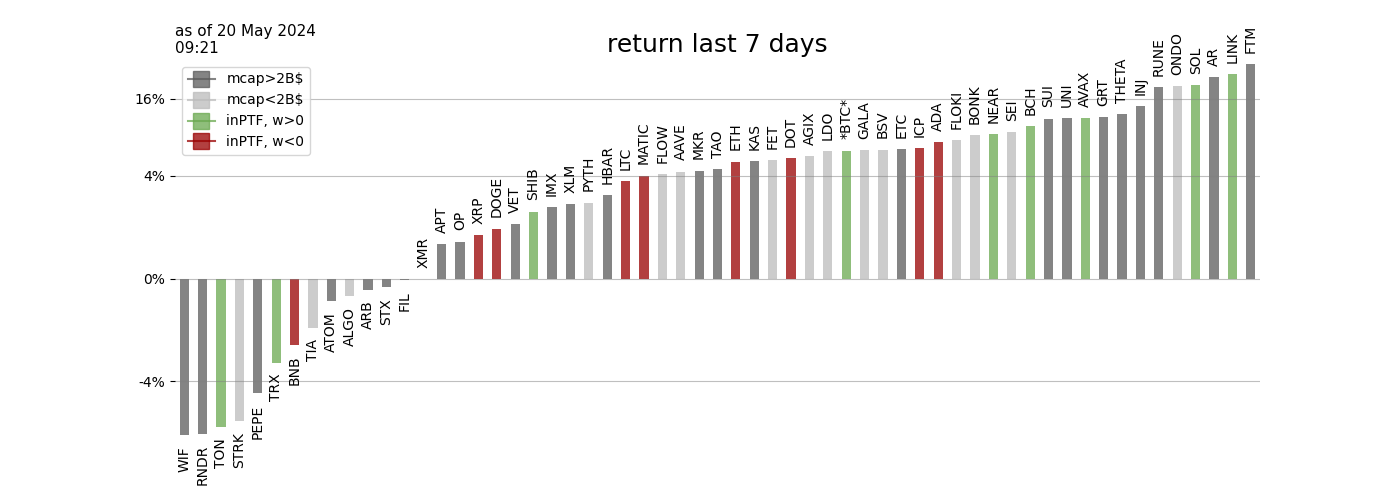 as of 20 May 2024
09:21
return last 7 days
mcap>2B$
mcap<2B$
inPTF, w>0
inPTF, w<0
16%
4%
0%
-4%
WIF
RNDR
TON
STRK
PEPE
TRX
BNB
TIA
ATOM
ALGO
ARB
STX
FIL
XMR
APT
OP
XRP
DOGE
VET
SHIB
IMX
XLM
PYTH
HBAR
LTC
MATIC
FLOW
AAVE
MKR
TAO
ETH
KAS
FET
DOT
AGIX
LDO
*BTC*
GALA
BSV
ETC
ICP
ADA
FLOKI
BONK
NEAR
SEI
BCH
SUI
UNI
AVAX
GRT
THETA
INJ
RUNE
ONDO
SOL
AR
LINK
FTM